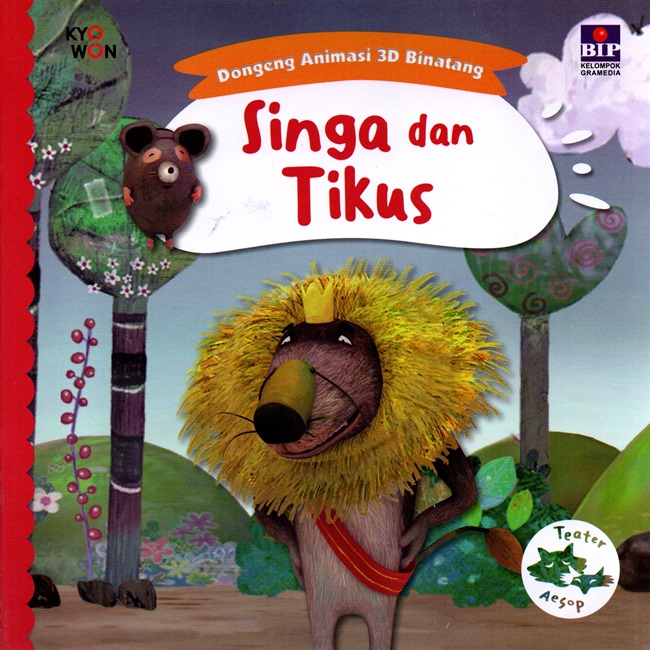 KYO
WON
BIP
KELOMPOK
GRAMEDIA
Dongeng Animasi 3D Binatang
Singa dan
Tikus
Teater
Aesop